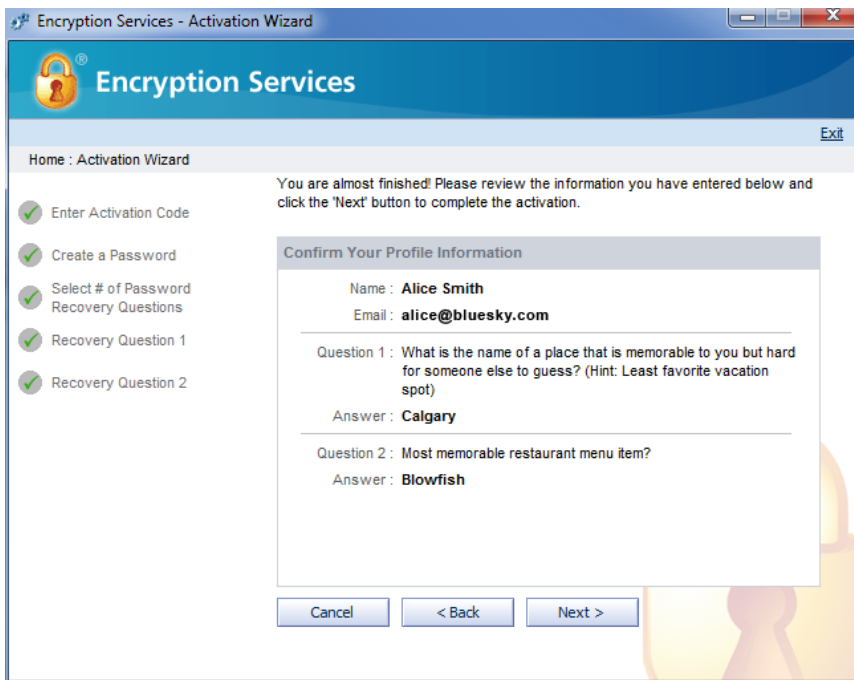 Encryption Services - Activation Wizard
®
Encryption Services
Exit
Home : Activation Wizard
Enter Activation Code
Create a Password
Select # of Password
Recovery Questions
Recovery Question 1
Recovery Question 2
You are almost finished! Please review the information you have entered below and
click the 'Next' button to complete the activation.
Confirm Your Profile Information
Name : Alice Smith
Email : alice@bluesky.com
Question 1 : What is the name of a place that is memorable to you but hard
for someone else to guess? (Hint: Least favorite vacation
spot)
Answer : Calgary
Question 2 : Most memorable restaurant menu item?
Answer : Blowfish
Cancel
< Back
Next >